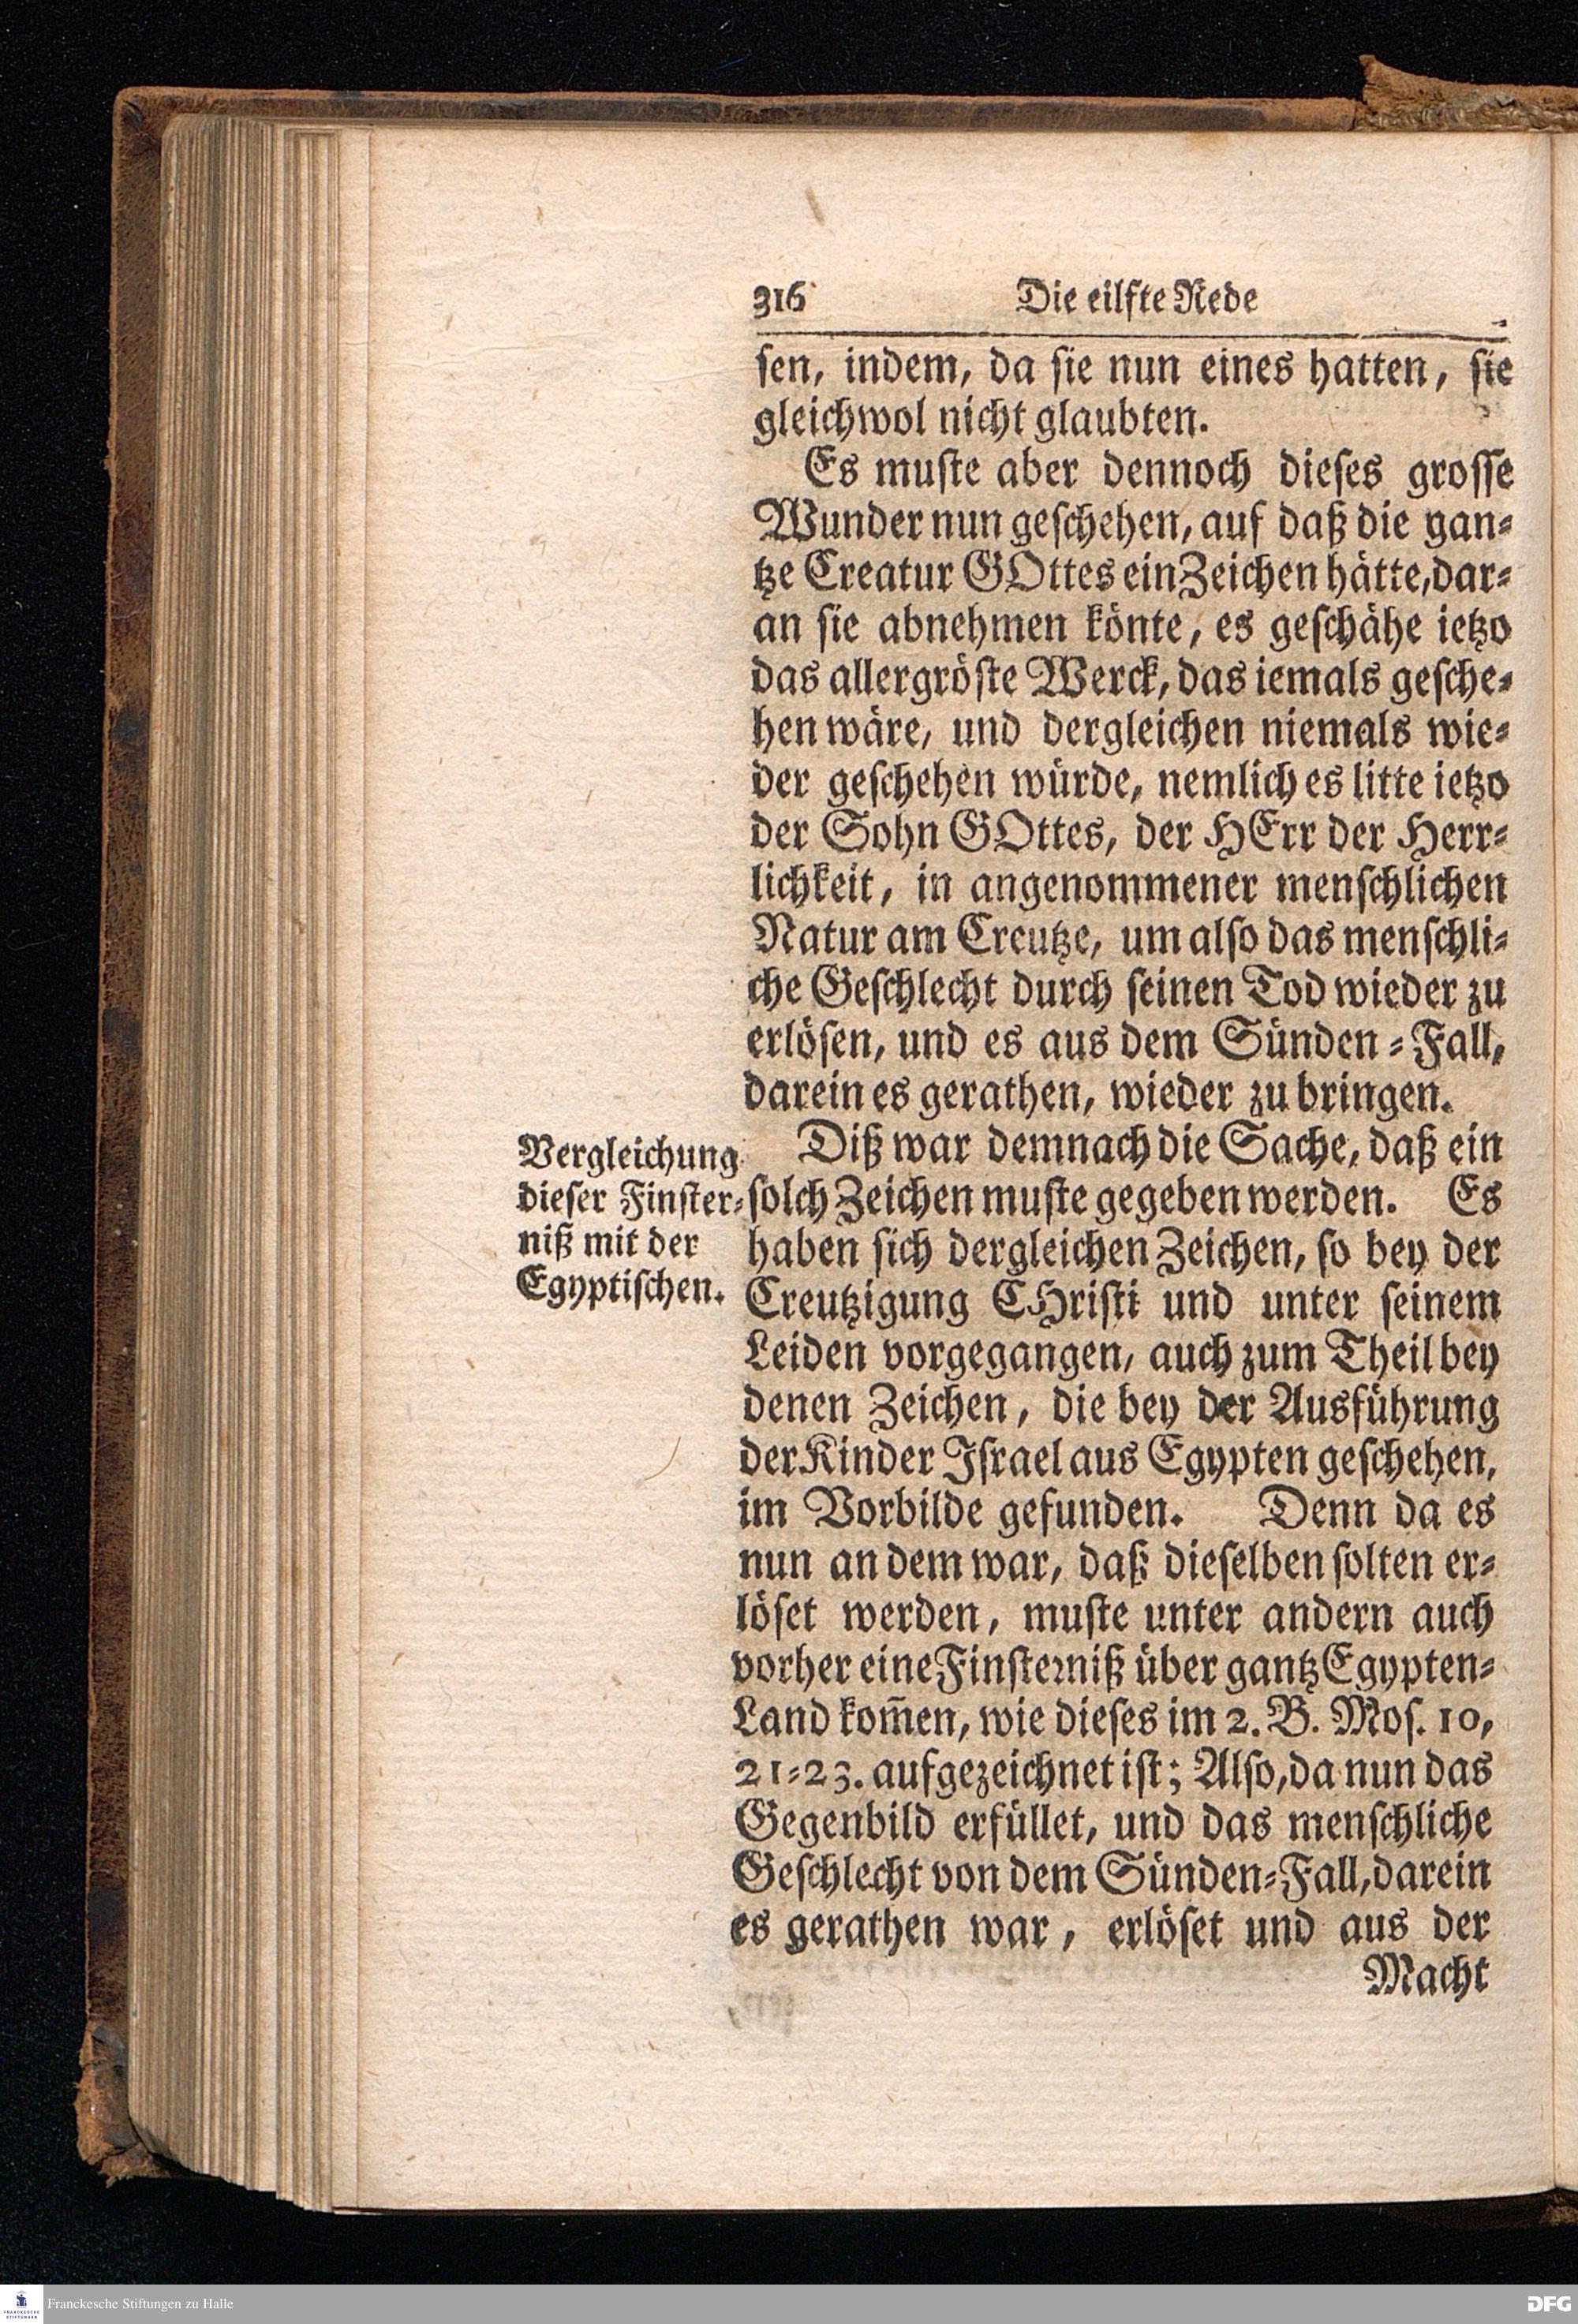 316 Die eilfte Rede
sen, indem, da sie nun eines hatten, sie
gleichwol nicht glaubten.
Es muste aber dennoch dieses grosse
Wunder nun geschehen, auf daß die gan-
tze Creatur GOttes ein Zeichen hätte, dar-
an sie abnehmen könte, es geschähe ietzo
das allergröste Werck, das iemals gesche-
hen wäre, und dergleichen niemals wie-
der geschehen würde, nemlich es litte ietzo
der Sohn GOttes, der HErr der Herr-
lichkeit, in angenommener menschlichen
Natur am Creutze, um also das menschli-
che Geschlecht durch seinen Tod wieder zu
erlösen, und es aus dem Sünden-Fall,
darein es gerathen, wieder zu bringen.
Vergleichung
dieser Finster-
niß mit der
Egyptischen.
Diß war demnach die Sache, daß ein
solch Zeichen muste gegeben werden. Es
haben sich dergleichen Zeichen, so bey der
Creutzigung CHristi und unter seinem
Leiden vorgegangen, auch zum Theil bey
denen Zeichen, die bey der Ausführung
der Kinder Israel aus Egypten geschehen,
im Vorbilde gefunden. Denn da es
nun an dem war, daß dieselben solten er-
löset werden, muste unter andern auch
vorher eine Finsterniß über gantz Egypten-
Land kom̃en, wie dieses im 2. B. Mos. 10,
21-23. aufgezeichnet ist; Also, da nun das
Gegenbild erfüllet, und das menschliche
Geschlecht von dem Sünden-Fall, darein
es gerathen war, erlöset und aus der
Macht
Franckesche Stiftungen zu Halle
FRANCKESCHE
STIFTUNGEN
DFG